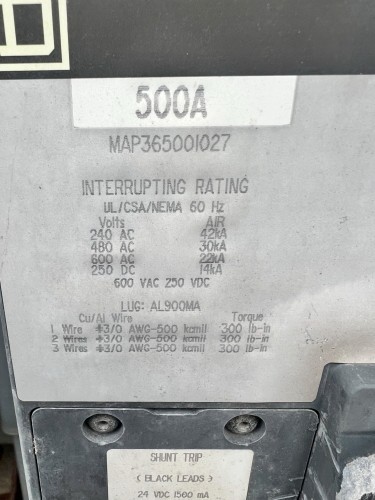 500A
MAP365001027
INTERRUPTING RATING
UL/CSA/NEMA 60 Hz
Volts AIR
240 AC 42kA
480 AC 30kA
600 AC 22kA
250 DC 14kA
600 VAC 250 VDC
LUG: AL900MA
Cu/Al Wire Torque
1 Wire #3/0 AWG-500 kcmil 300 lb-in
2 Wires #3/0 AWG-500 kcmil 300 lb-in
3 Wires #3/0 AWG-500 kcmil 300 lb-in
SHUNT TRIP
( BLACK LEADS )
24 VDC 1500 mA